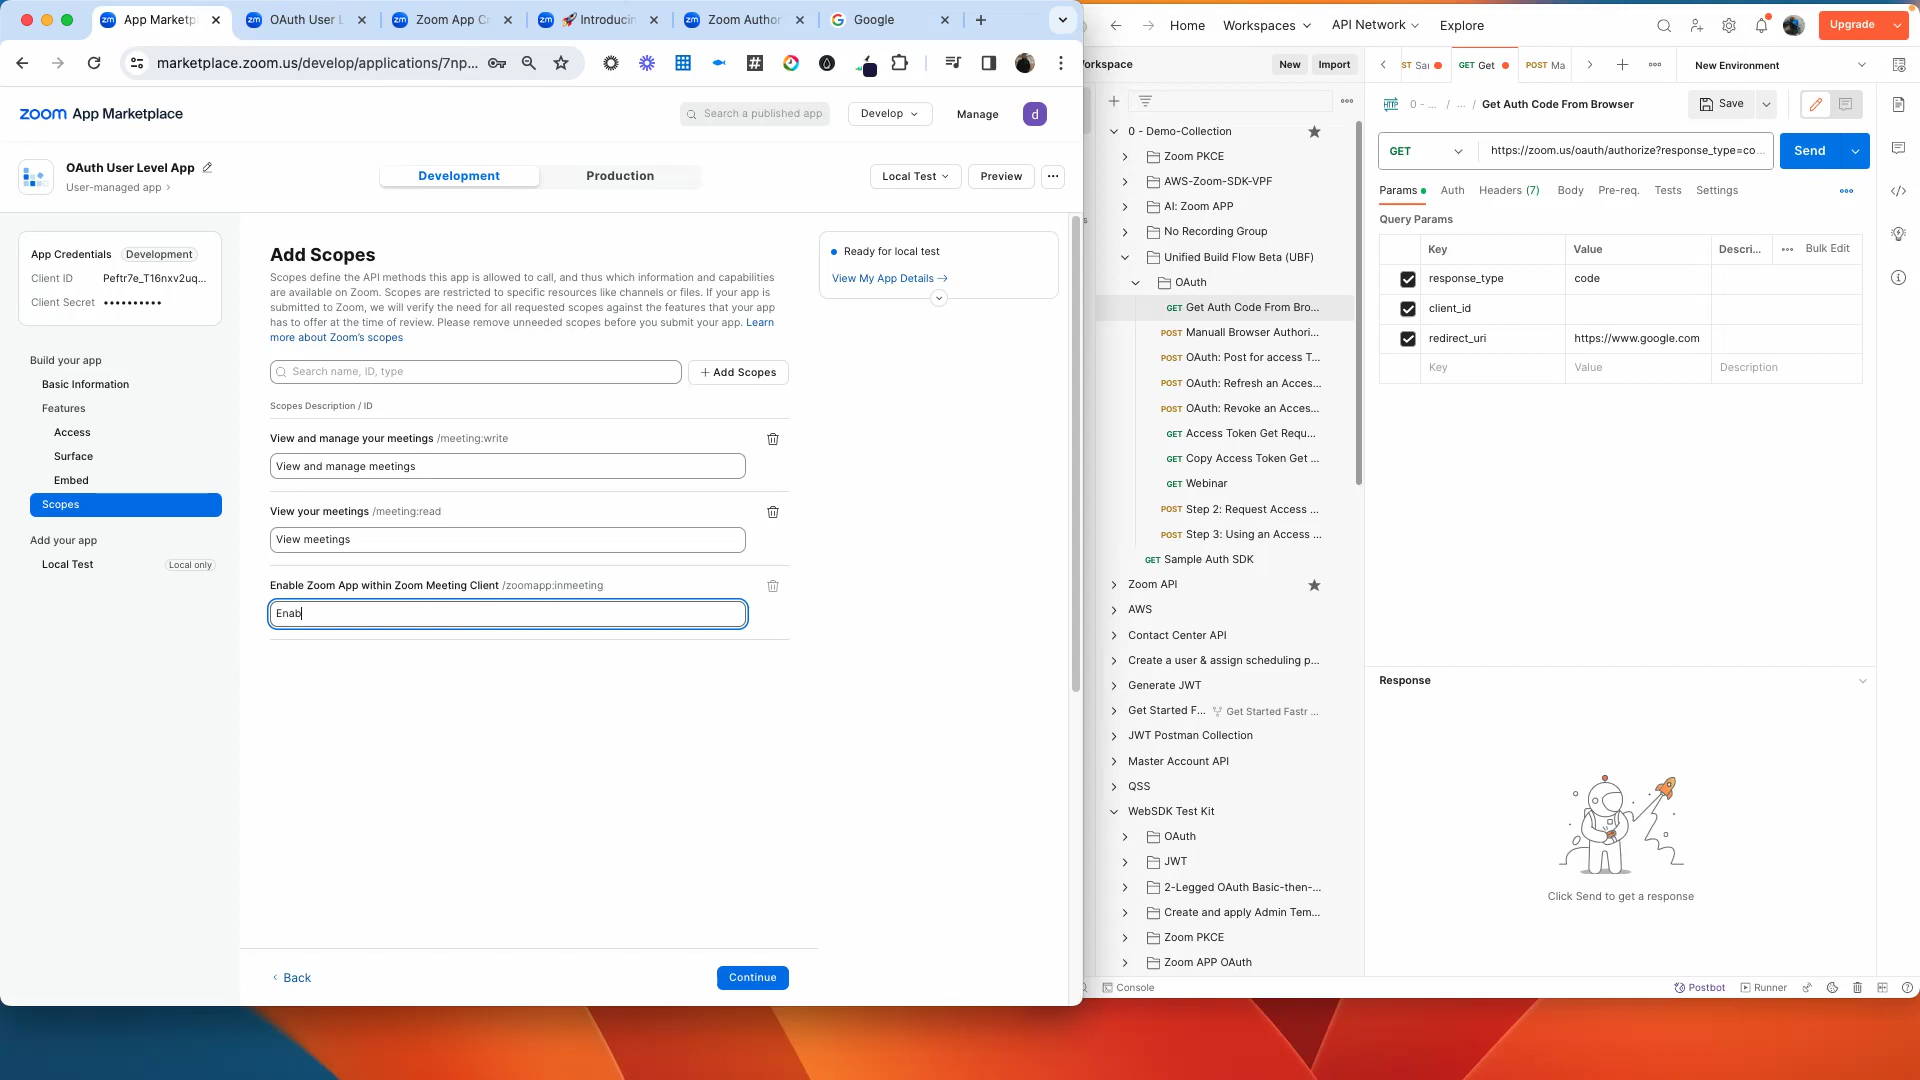 App Marketp
OAuth User L
Zoom App Cr
🚀 Introducin
Zoom Author
Google
marketplace.zoom.us/develop/applications/7np...
zoom App Marketplace
Search a published app
Develop
Manage
d
OAuth User Level App
User-managed app >
Development
Production
Local Test
Preview
App Credentials
Development
Client ID
Peftr7e_T16nxv2uq...
Client Secret
Build your app
Basic Information
Features
Access
Surface
Embed
Scopes
Add your app
Local Test
Local only
Add Scopes
Scopes define the API methods this app is allowed to call, and thus which information and capabilities
are available on Zoom. Scopes are restricted to specific resources like channels or files. If your app is
submitted to Zoom, we will verify the need for all requested scopes against the features that your app
has to offer at the time of review. Please remove unneeded scopes before you submit your app. Learn
more about Zoom's scopes
Search name, ID, type
+ Add Scopes
Scopes Description / ID
View and manage your meetings /meeting:write
View and manage meetings
View your meetings /meeting:read
View meetings
Enable Zoom App within Zoom Meeting Client /zoomapp:inmeeting
Enab
Back
Continue
Ready for local test
View My App Details →
Home
Workspaces
API Network
Explore
Upgrade
orkspace
New
Import
ST Sai
GET Get
POST Ma
New Environment
0 - Demo-Collection
Zoom PKCE
AWS-Zoom-SDK-VPF
AI: Zoom APP
No Recording Group
Unified Build Flow Beta (UBF)
OAuth
GET Get Auth Code From Bro...
POST Manuall Browser Authori...
POST OAuth: Post for access T...
POST OAuth: Refresh an Acces...
POST OAuth: Revoke an Acces...
GET Access Token Get Requ...
GET Copy Access Token Get ...
GET Webinar
POST Step 2: Request Access ...
POST Step 3: Using an Access ...
GET Sample Auth SDK
Zoom API
AWS
Contact Center API
Create a user & assign scheduling p...
Generate JWT
Get Started F...
Get Started Fastr ...
JWT Postman Collection
Master Account API
QSS
WebSDK Test Kit
OAuth
JWT
2-Legged OAuth Basic-then-...
Create and apply Admin Tem...
Zoom PKCE
Zoom APP OAuth
HTTP
0 - ... / ... / Get Auth Code From Browser
Save
GET
https://zoom.us/oauth/authorize?response_type=co...
Send
Params
Auth
Headers (7)
Body
Pre-req.
Tests
Settings
Query Params
Key
Value
Descri...
Bulk Edit
response_type
code
client_id
redirect_uri
https://www.google.com
Key
Value
Description
Response
Click Send to get a response
Console
Postbot
Runner